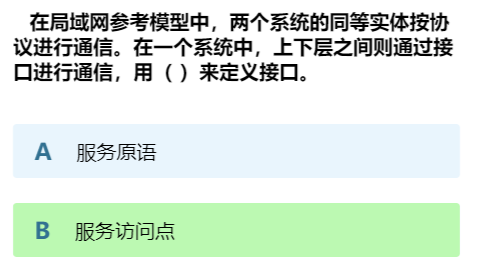 在局域网参考模型中，两个系统的同等实体按协
议进行通信。在一个系统中，上下层之间则通过接
口进行通信，用（ ）来定义接口。
A 服务原语
B 服务访问点